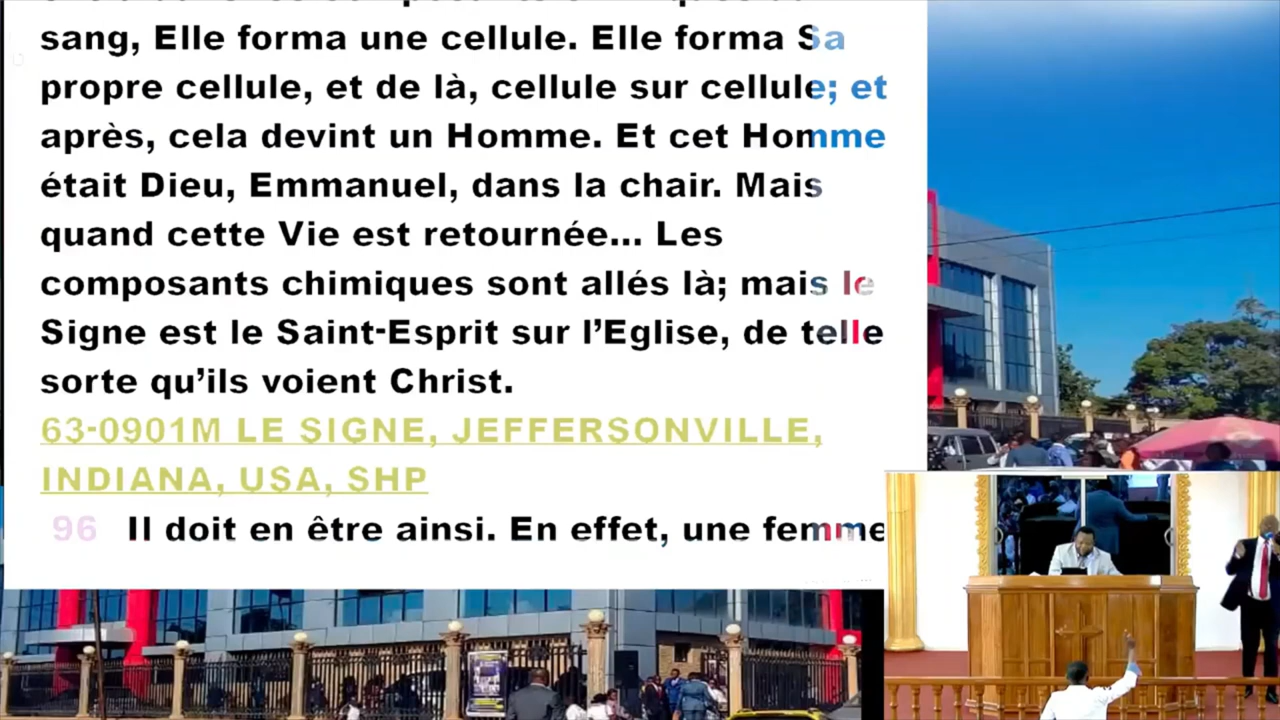 sang, Elle forma une cellule. Elle forma Sa
propre cellule, et de là, cellule sur cellule; et
après, cela devint un Homme. Et cet Homme
était Dieu, Emmanuel, dans la chair. Mais
quand cette Vie est retournée... Les
composants chimiques sont allés là; mais le
Signe est le Saint-Esprit sur l’Eglise, de telle
sorte qu’ils voient Christ.
63-0901M LE SIGNE, JEFFERSONVILLE,
INDIANA, USA, SHP
96 Il doit en être ainsi. En effet, une femme